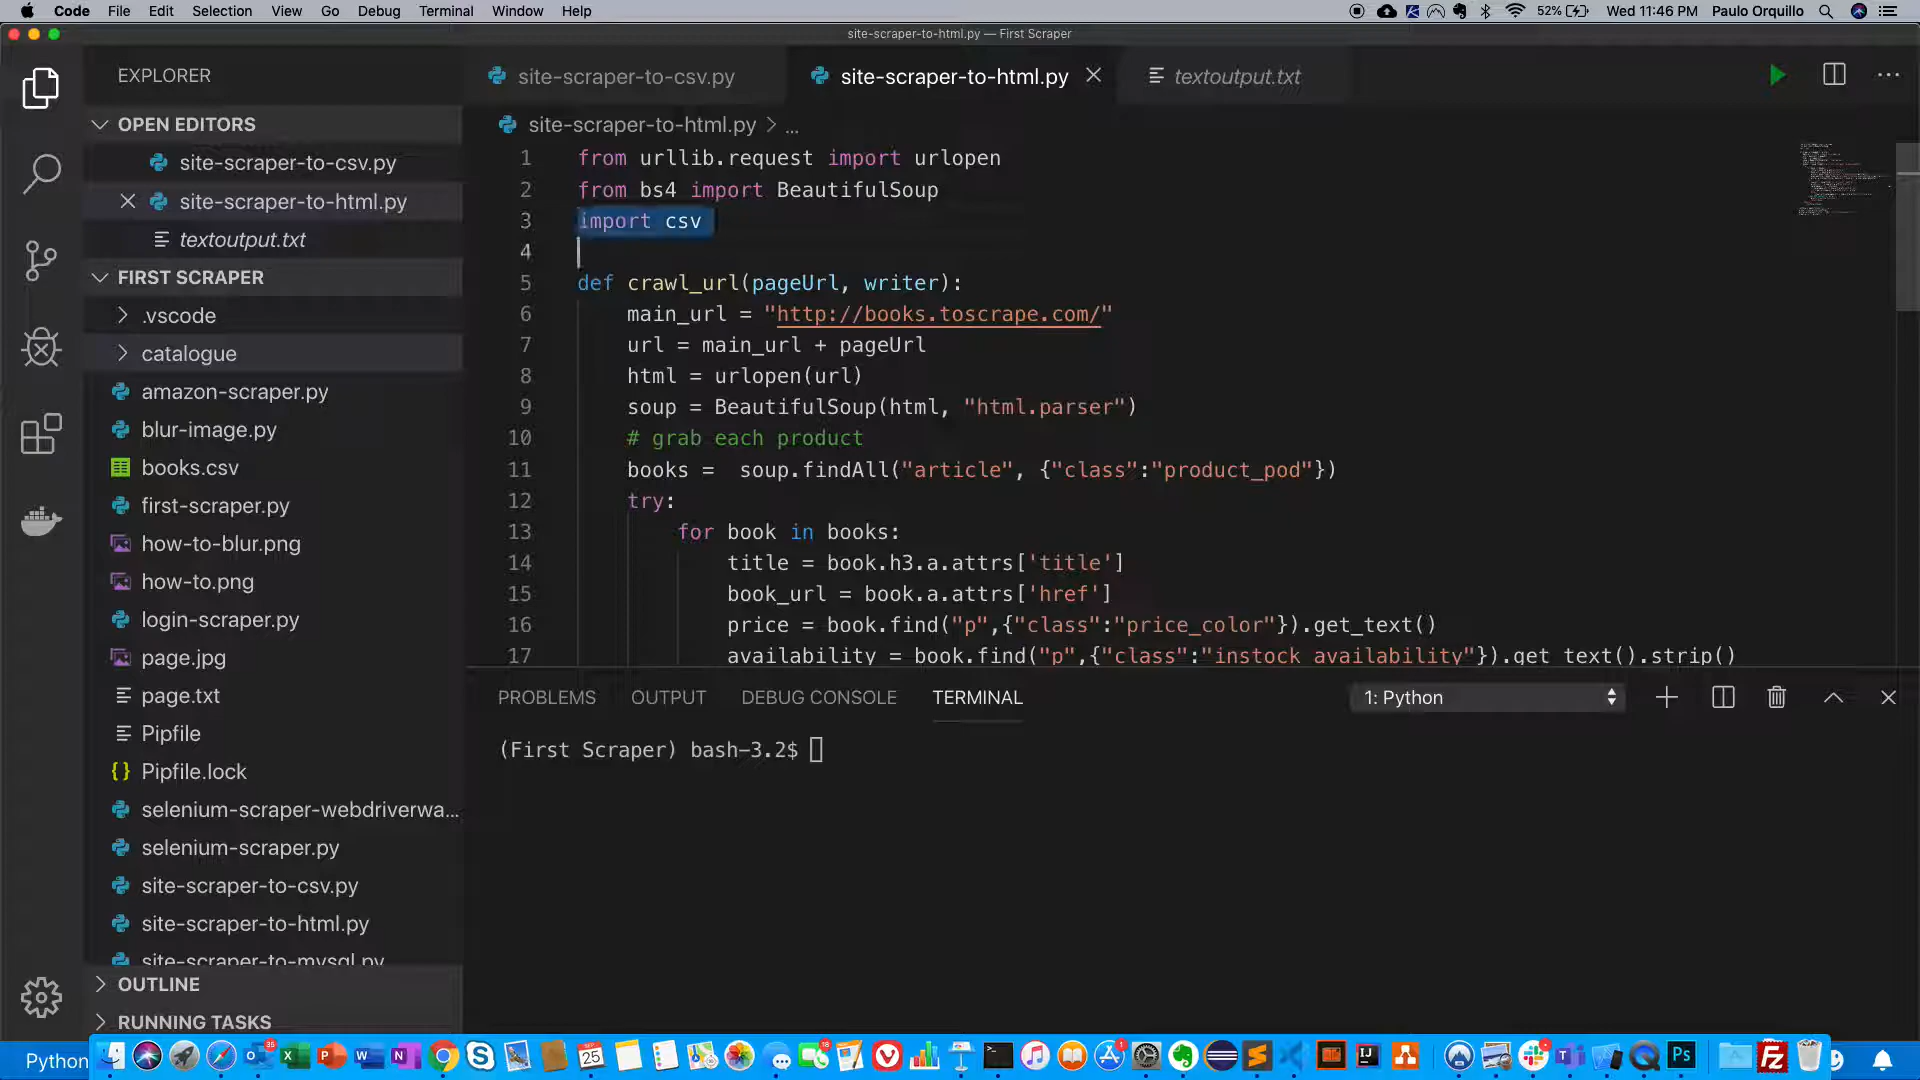 Code File Edit Selection View Go Debug Terminal Window Help 52% Wed 11:46 PM Paulo Orquillo
site-scraper-to-html.py — First Scraper
EXPLORER
OPEN EDITORS
site-scraper-to-csv.py
site-scraper-to-html.py
textoutput.txt
FIRST SCRAPER
.vscode
catalogue
amazon-scraper.py
blur-image.py
books.csv
first-scraper.py
how-to-blur.png
how-to.png
login-scraper.py
page.jpg
page.txt
Pipfile
Pipfile.lock
selenium-scraper-webdriverwa...
selenium-scraper.py
site-scraper-to-csv.py
site-scraper-to-html.py
site-scraper-to-mysql.py
OUTLINE
RUNNING TASKS
site-scraper-to-csv.py site-scraper-to-html.py textoutput.txt
site-scraper-to-html.py > ...
1 from urllib.request import urlopen
2 from bs4 import BeautifulSoup
3 import csv
4
5 def crawl_url(pageUrl, writer):
6 main_url = "http://books.toscrape.com/"
7 url = main_url + pageUrl
8 html = urlopen(url)
9 soup = BeautifulSoup(html, "html.parser")
10 # grab each product
11 books =  soup.findAll("article", {"class":"product_pod"})
12 try:
13 for book in books:
14 title = book.h3.a.attrs['title']
15 book_url = book.a.attrs['href']
16 price = book.find("p",{"class":"price_color"}).get_text()
17 availability = book.find("p",{"class":"instock availability"}).get_text().strip()
PROBLEMS OUTPUT DEBUG CONSOLE TERMINAL 1: Python
(First Scraper) bash-3.2$
Python